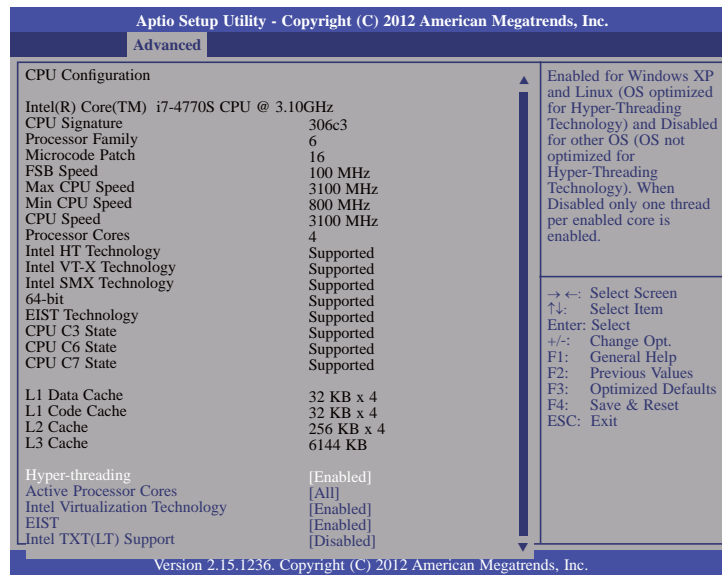 Aptio Setup Utility - Copyright (C) 2012 American Megatrends, Inc.
Advanced
CPU Configuration
Intel(R) Core(TM) i7-4770S CPU @ 3.10GHz
CPU Signature 306c3
Processor Family 6
Microcode Patch 16
FSB Speed 100 MHz
Max CPU Speed 3100 MHz
Min CPU Speed 800 MHz
CPU Speed 3100 MHz
Processor Cores 4
Intel HT Technology Supported
Intel VT-X Technology Supported
Intel SMX Technology Supported
64-bit Supported
EIST Technology Supported
CPU C3 State Supported
CPU C6 State Supported
CPU C7 State Supported
L1 Data Cache 32 KB x 4
L1 Code Cache 32 KB x 4
L2 Cache 256 KB x 4
L3 Cache 6144 KB
Hyper-threading [Enabled]
Active Processor Cores [All]
Intel Virtualization Technology [Enabled]
EIST [Enabled]
Intel TXT(LT) Support [Disabled]
Enabled for Windows XP
and Linux (OS optimized
for Hyper-Threading
Technology) and Disabled
for other OS (OS not
optimized for
Hyper-Threading
Technology). When
Disabled only one thread
per enabled core is
enabled.
→←: Select Screen
↑↓: Select Item
Enter: Select
+/-: Change Opt.
F1: General Help
F2: Previous Values
F3: Optimized Defaults
F4: Save & Reset
ESC: Exit
Version 2.15.1236. Copyright (C) 2012 American Megatrends, Inc.